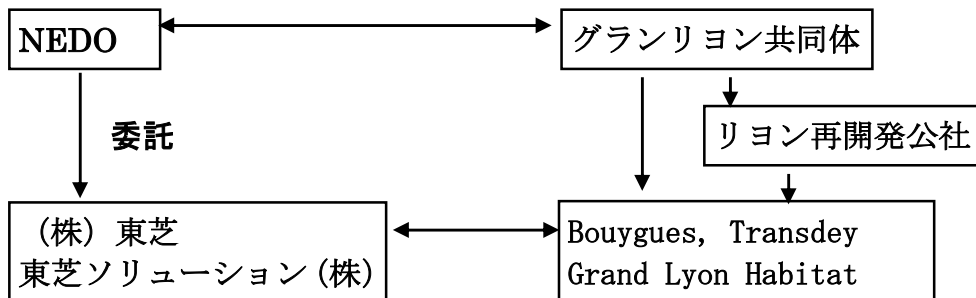 NEDO
グランリヨン共同体
委託
リヨン再開発公社
（株）東芝
東芝ソリューション(株)
Bouygues, Transdey
Grand Lyon Habitat